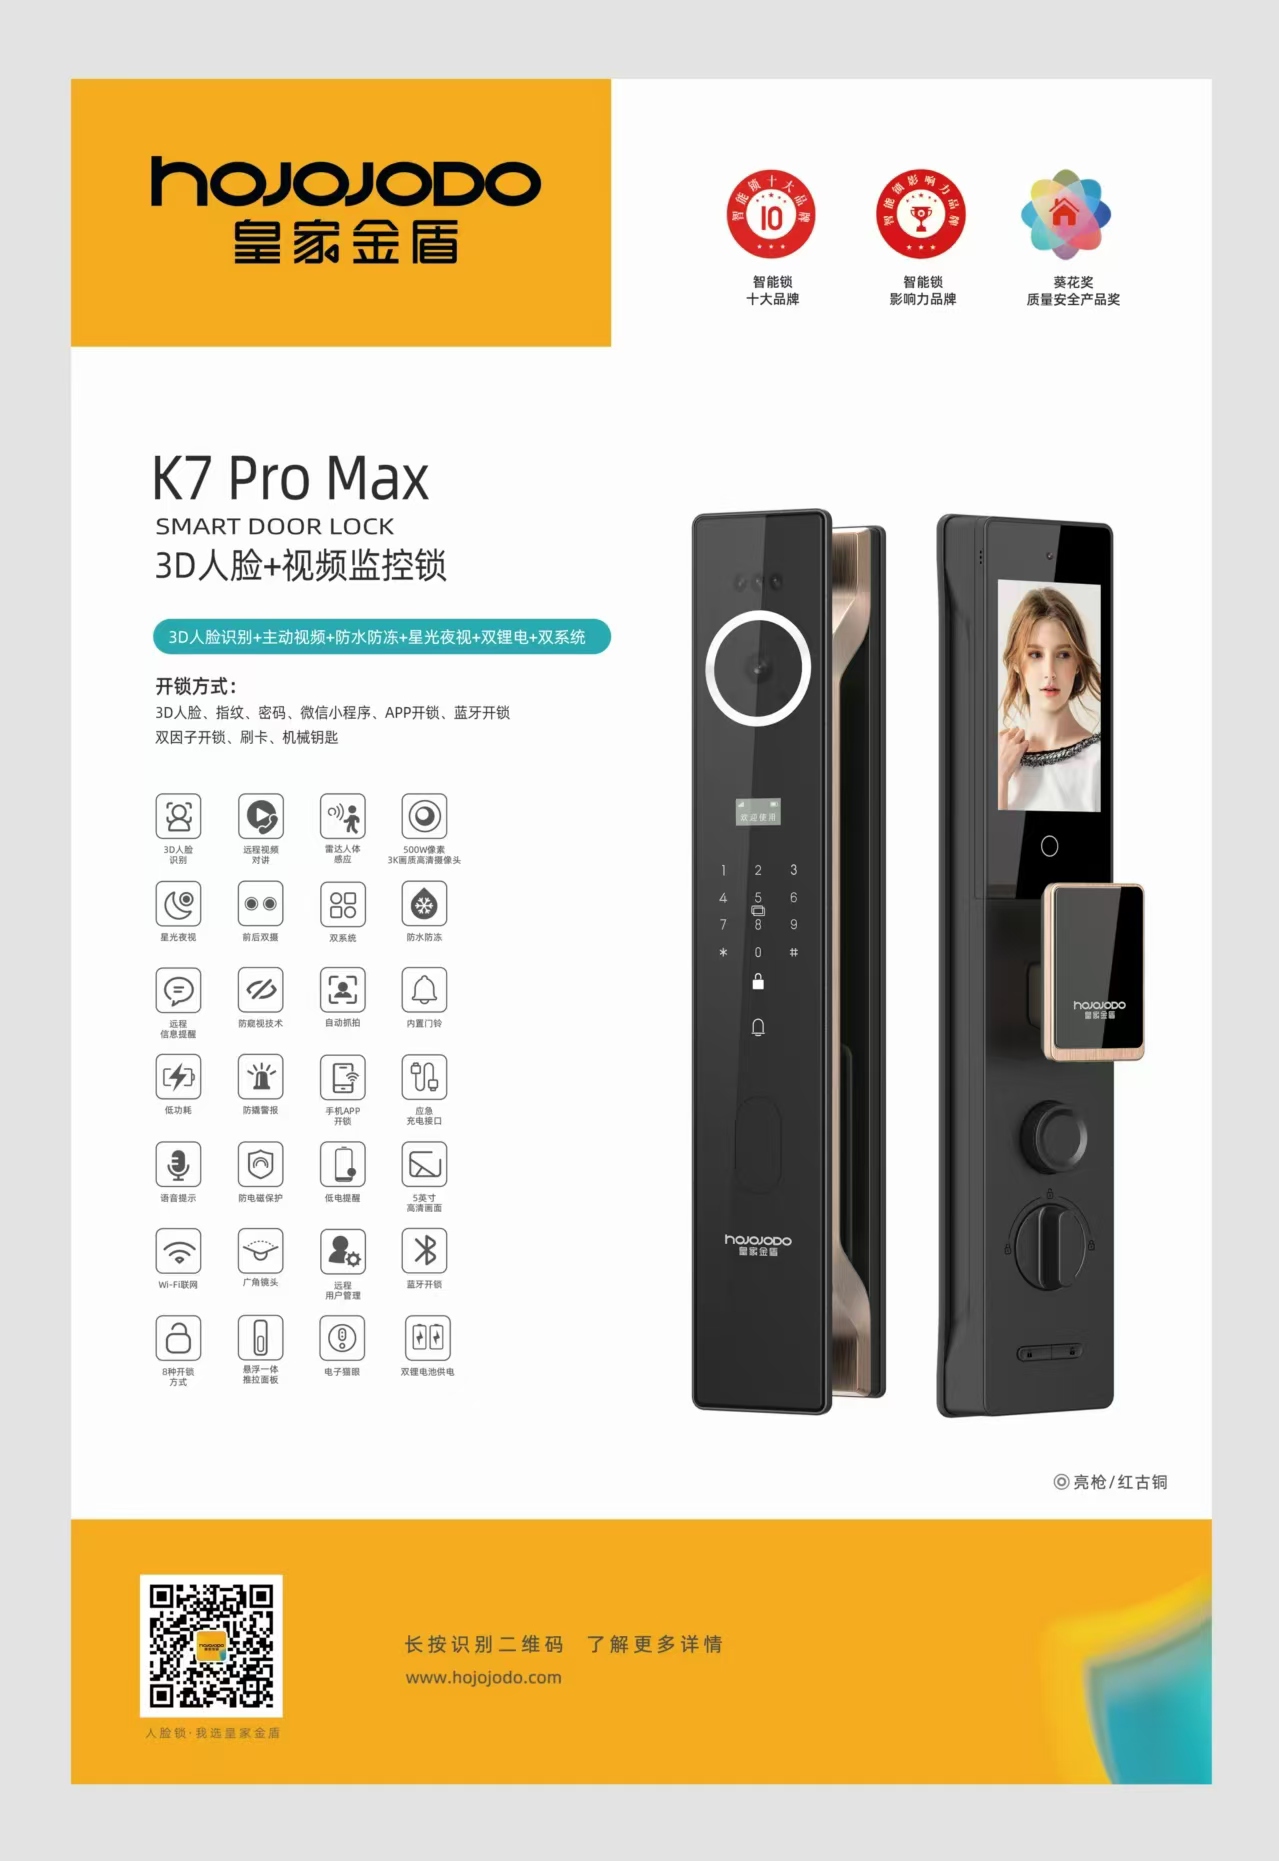 hojojodo
皇家金盾
智能锁十大品牌
10
智能锁影响力品牌
智能锁
十大品牌
智能锁
影响力品牌
葵花奖
质量安全产品奖
K7 Pro Max
SMART DOOR LOCK
3D人脸+视频监控锁
3D人脸识别+主动视频+防水防冻+星光夜视+双锂电+双系统
开锁方式：
3D人脸、指纹、密码、微信小程序、APP开锁、蓝牙开锁
双因子开锁、刷卡、机械钥匙
3D人脸
识别
远程视频
对讲
雷达人体
感应
500W像素
3K画质高清摄像头
星光夜视
前后双摄
双系统
防水防冻
远程
信息提醒
防窥视技术
自动抓拍
内置门铃
低功耗
防撬警报
手机APP
开锁
应急
充电接口
语音提示
防电磁保护
低电提醒
5英寸
高清画面
Wi-Fi联网
广角镜头
远程
用户管理
蓝牙开锁
8种开锁
方式
悬浮一体
推拉面板
电子猫眼
双锂电池供电
欢迎使用
1 2 3
4 5 6
7 8 9
* 0 #
hojojodo
皇家金盾
hojojodo
皇家金盾
亮枪/红古铜
hojojodo
人脸锁·我选皇家金盾
长按识别二维码 了解更多详情
www.hojojodo.com